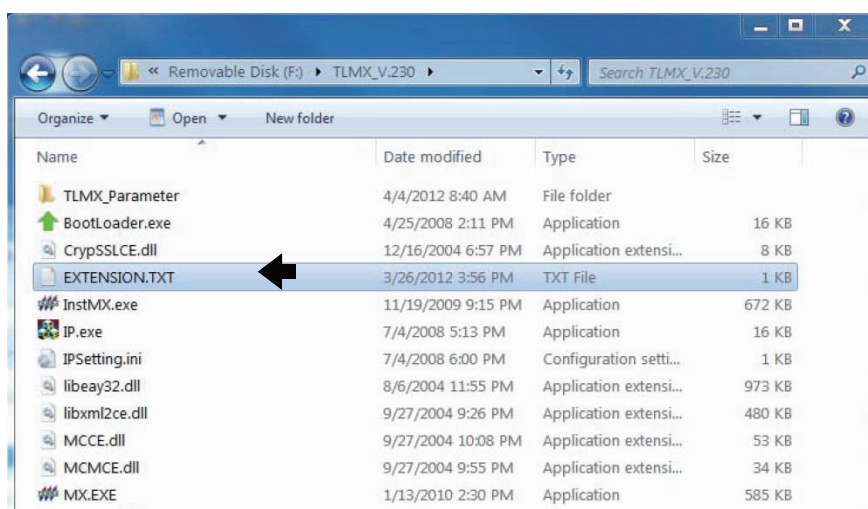 « Removable Disk (F:) ▸ TLMX_V.230 ▸ Search TLMX_V.230
Organize ▼ Open ▼ New folder
Name Date modified Type Size
TLMX_Parameter 4/4/2012 8:40 AM File folder
BootLoader.exe 4/25/2008 2:11 PM Application 16 KB
CrypSSLCE.dll 12/16/2004 6:57 PM Application extensi... 8 KB
EXTENSION.TXT 3/26/2012 3:56 PM TXT File 1 KB
InstMX.exe 11/19/2009 9:15 PM Application 672 KB
IP.exe 7/4/2008 5:13 PM Application 16 KB
IPSetting.ini 7/4/2008 6:00 PM Configuration setti... 1 KB
libeay32.dll 8/6/2004 11:55 PM Application extensi... 973 KB
libxml2ce.dll 9/27/2004 9:26 PM Application extensi... 480 KB
MCCE.dll 9/27/2004 10:08 PM Application extensi... 53 KB
MCMCE.dll 9/27/2004 9:55 PM Application extensi... 34 KB
MX.EXE 1/13/2010 2:30 PM Application 585 KB